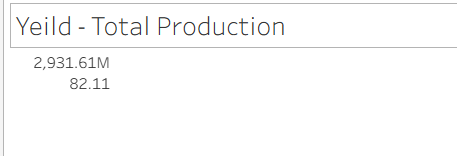 Yeild - Total Production
2,931.61M
82.11